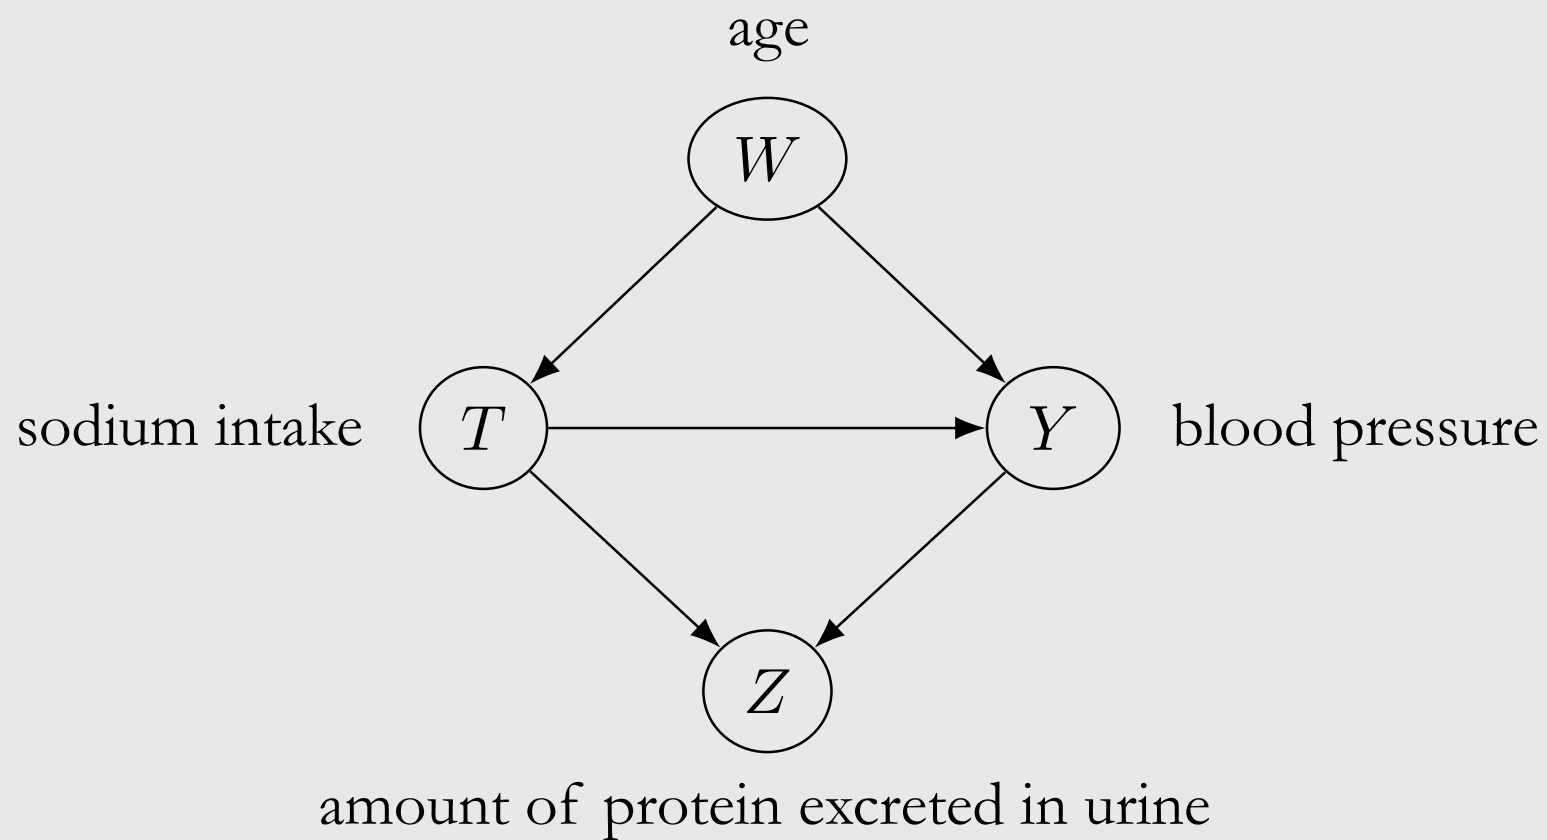 age
W
sodium intake T Y blood pressure
Z
amount of protein excreted in urine